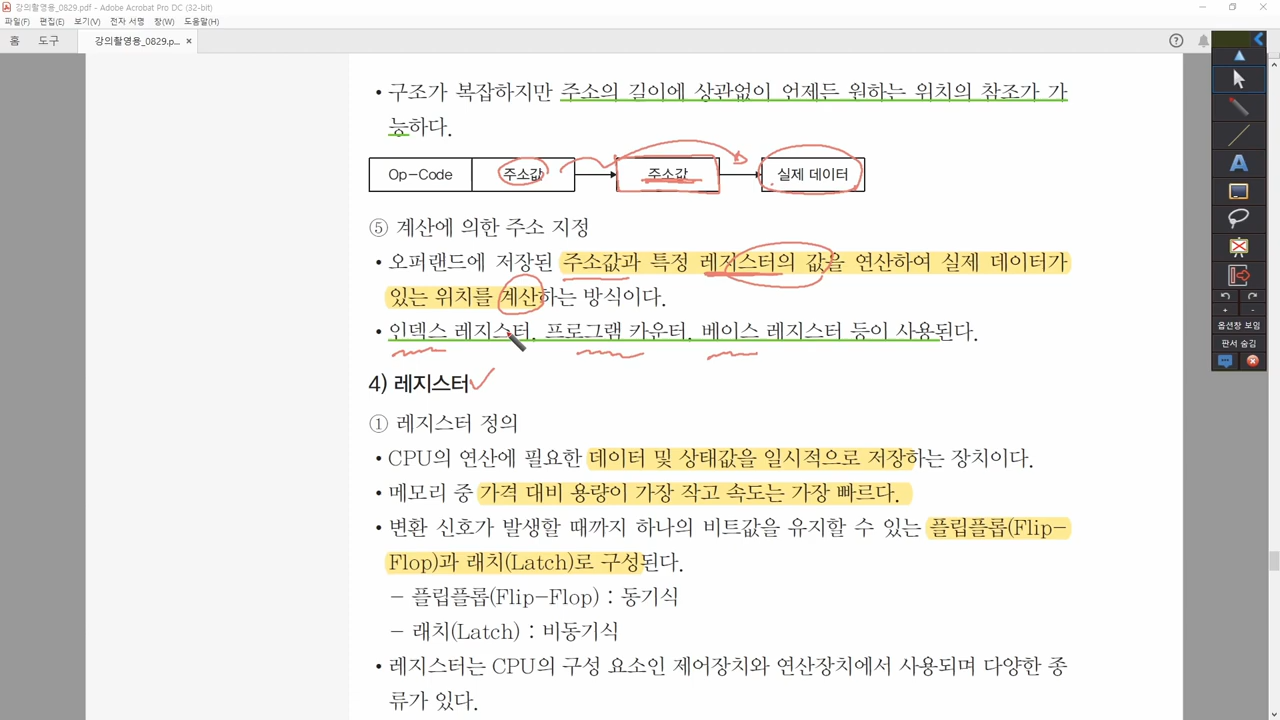 강의촬영용_0829.pdf - Adobe Acrobat Pro DC (32-bit)
파일(F) 편집(E) 보기(V) 전자 서명 창(W) 도움말(H)
홈 도구 강의촬영용_0829.p... ×
• 구조가 복잡하지만 주소의 길이에 상관없이 언제든 원하는 위치의 참조가 가
능하다.
Op-Code 주소값 주소값 실제 데이터
⑤ 계산에 의한 주소 지정
• 오퍼랜드에 저장된 주소값과 특정 레지스터의 값을 연산하여 실제 데이터가
있는 위치를 계산하는 방식이다.
• 인덱스 레지스터, 프로그램 카운터, 베이스 레지스터 등이 사용된다.
4) 레지스터
① 레지스터 정의
• CPU의 연산에 필요한 데이터 및 상태값을 일시적으로 저장하는 장치이다.
• 메모리 중 가격 대비 용량이 가장 작고 속도는 가장 빠르다.
• 변환 신호가 발생할 때까지 하나의 비트값을 유지할 수 있는 플립플롭(Flip-
Flop)과 래치(Latch)로 구성된다.
- 플립플롭(Flip-Flop) : 동기식
- 래치(Latch) : 비동기식
• 레지스터는 CPU의 구성 요소인 제어장치와 연산장치에서 사용되며 다양한 종
류가 있다.
A
+ -
옵션창 보임
판서 숨김